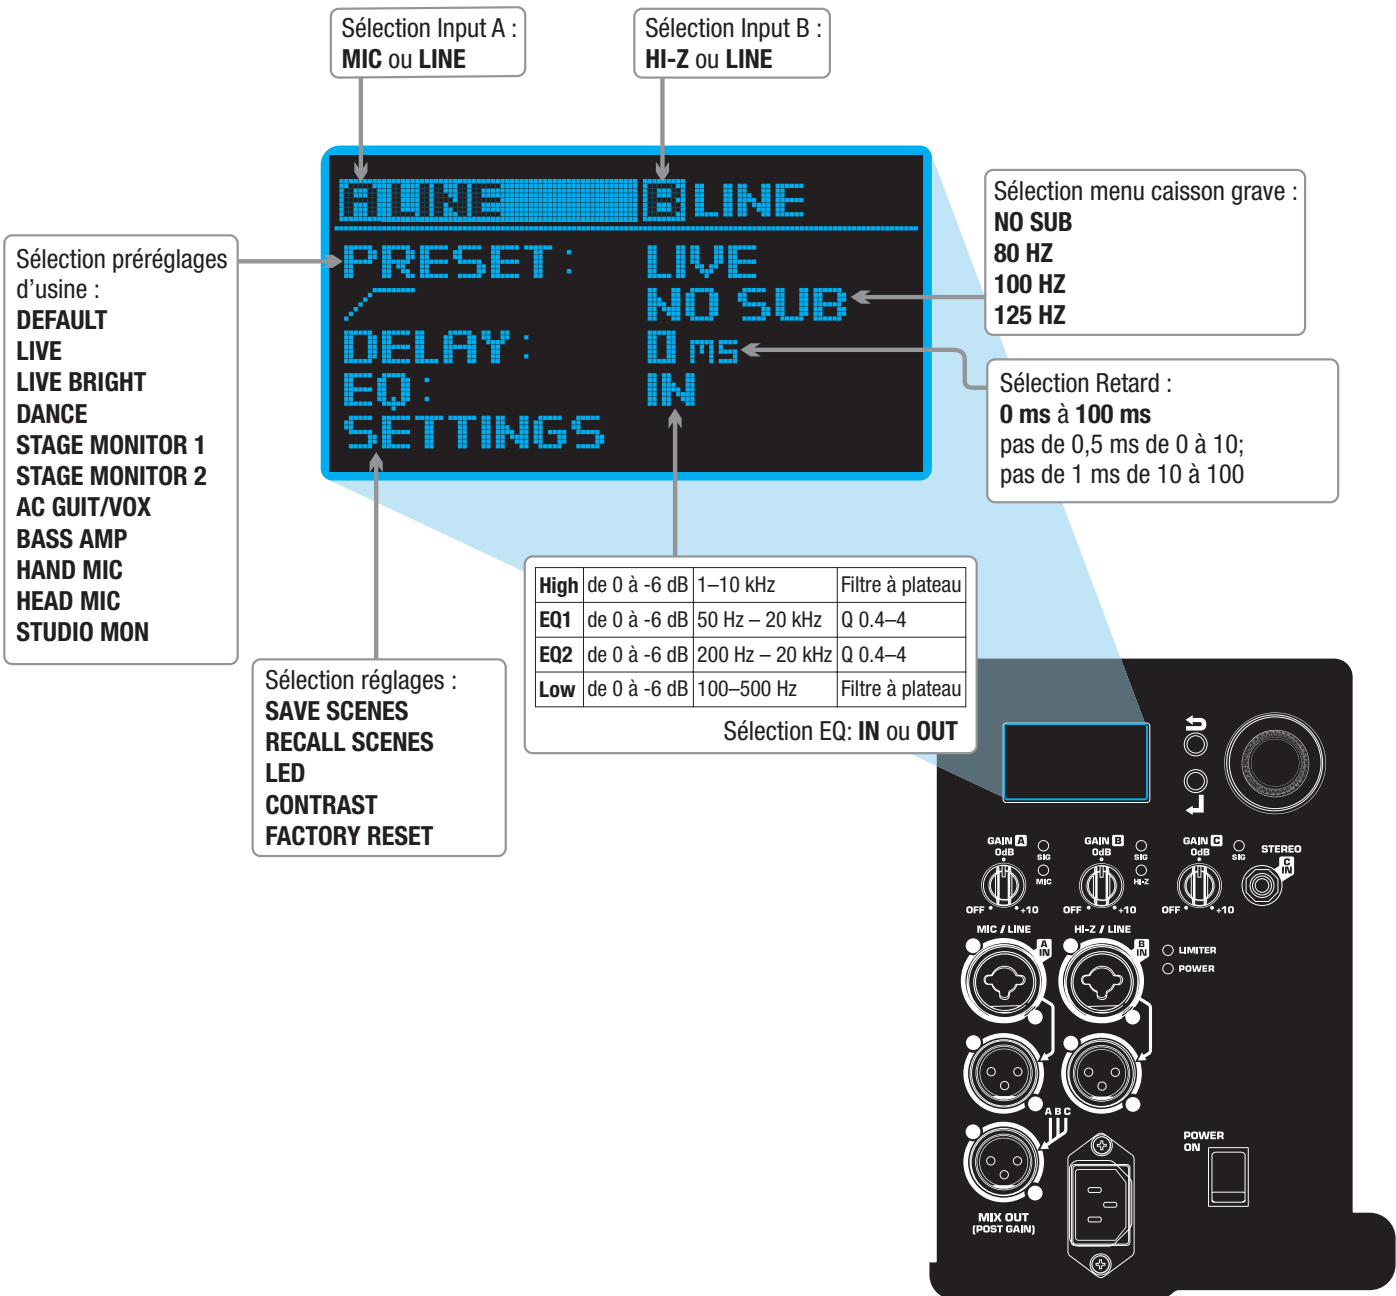 Sélection Input A :
MIC ou LINE
Sélection Input B :
HI-Z ou LINE
A LINE B LINE
PRESET: LIVE
NO SUB
DELAY: 0 ms
EQ: IN
SETTINGS
Sélection menu caisson grave :
NO SUB
80 HZ
100 HZ
125 HZ
Sélection préréglages
d'usine :
DEFAULT
LIVE
LIVE BRIGHT
DANCE
STAGE MONITOR 1
STAGE MONITOR 2
AC GUIT/VOX
BASS AMP
HAND MIC
HEAD MIC
STUDIO MON
Sélection Retard :
0 ms à 100 ms
pas de 0,5 ms de 0 à 10;
pas de 1 ms de 10 à 100
High de 0 à -6 dB 1–10 kHz Filtre à plateau
EQ1 de 0 à -6 dB 50 Hz – 20 kHz Q 0.4–4
EQ2 de 0 à -6 dB 200 Hz – 20 kHz Q 0.4–4
Low de 0 à -6 dB 100–500 Hz Filtre à plateau
Sélection EQ: IN ou OUT
Sélection réglages :
SAVE SCENES
RECALL SCENES
LED
CONTRAST
FACTORY RESET
GAIN A
0dB
SIG
MIC
OFF +10
GAIN B
0dB
SIG
HI-Z
OFF +10
GAIN C
0dB
SIG
OFF +10
STEREO
C IN
MIC / LINE
A IN
HI-Z / LINE
B IN
LIMITER
POWER
A B C
MIX OUT
(POST GAIN)
POWER
ON